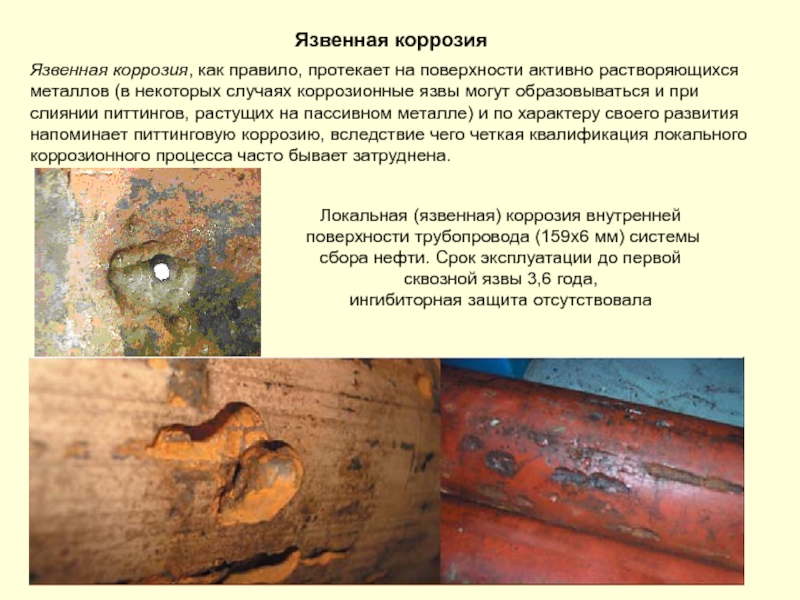 Язвенная коррозия
Язвенная коррозия, как правило, протекает на поверхности активно растворяющихся
металлов (в некоторых случаях коррозионные язвы могут образовываться и при
слиянии питтингов, растущих на пассивном металле) и по характеру своего развития
напоминает питтинговую коррозию, вследствие чего четкая квалификация локального
коррозионного процесса часто бывает затруднена.
Локальная (язвенная) коррозия внутренней
поверхности трубопровода (159х6 мм) системы
сбора нефти. Срок эксплуатации до первой
сквозной язвы 3,6 года,
ингибиторная защита отсутствовала